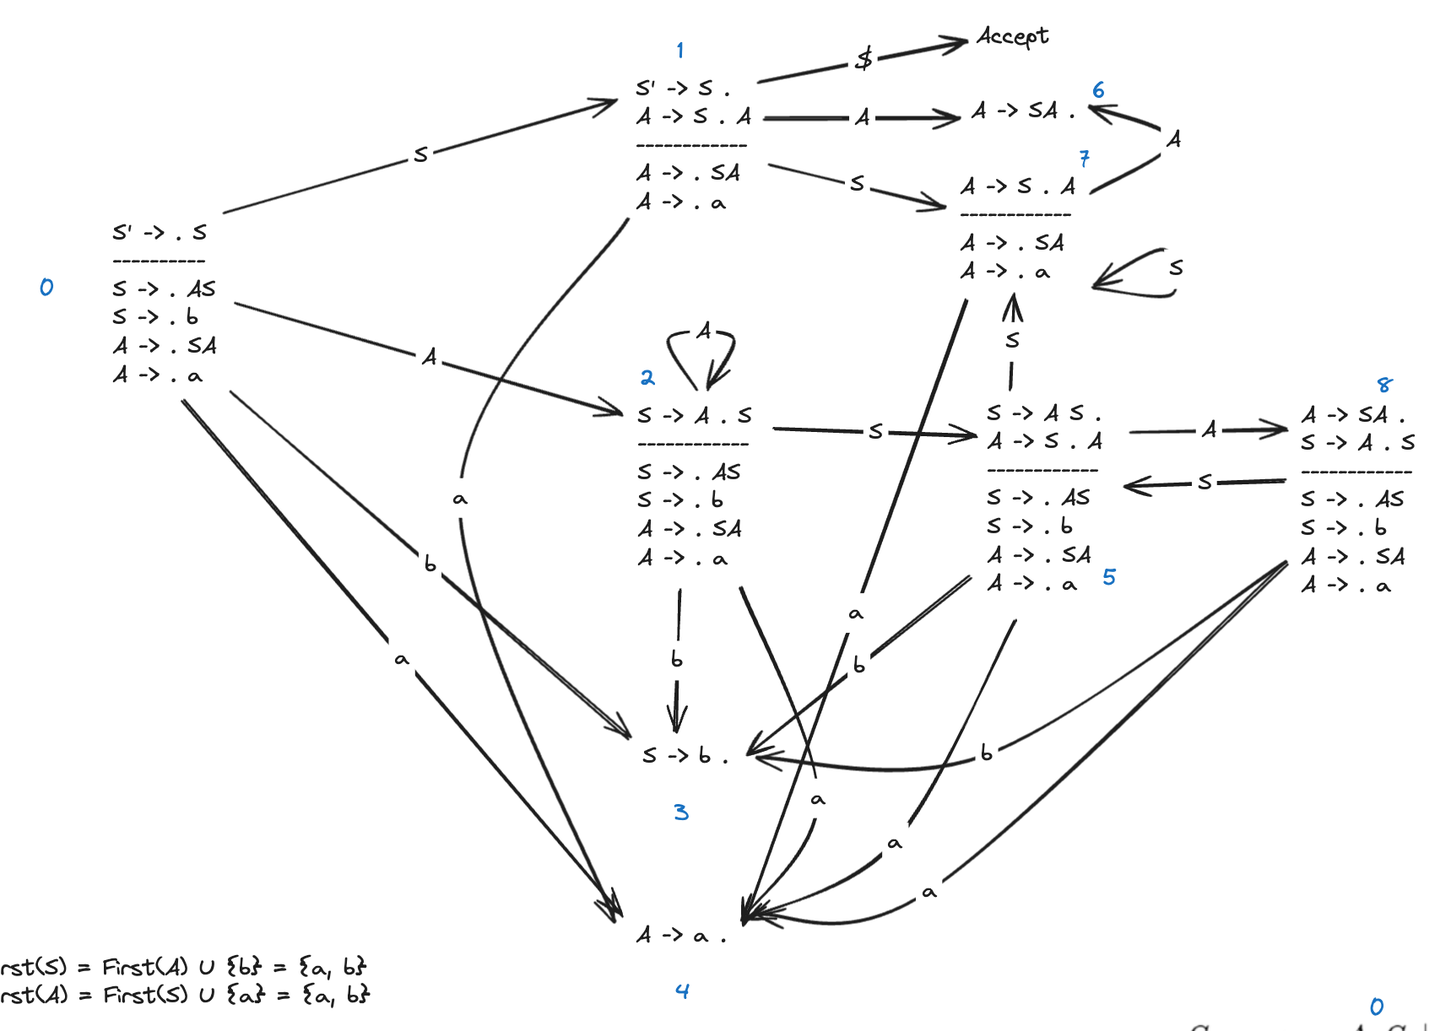 1
$
Accept
S' -> S .
A -> S . A
------------
A -> . SA
A -> . a
A
6
A -> SA .
A
S
7
A -> S . A
------------
A -> . SA
A -> . a
S
S
0
S' -> . S
----------
S -> . AS
S -> . b
A -> . SA
A -> . a
S
A
A
2
S -> A . S
------------
S -> . AS
S -> . b
A -> . SA
A -> . a
S
S -> A S .
A -> S . A
------------
S -> . AS
S -> . b
A -> . SA
A -> . a
5
A
S
8
A -> SA .
S -> A . S
------------
S -> . AS
S -> . b
A -> . SA
A -> . a
a
b
a
b
a
b
b
a
a
a
S -> b .
3
A -> a .
4
rst(S) = First(A) ∪ {b} = {a, b}
rst(A) = First(S) ∪ {a} = {a, b}
0